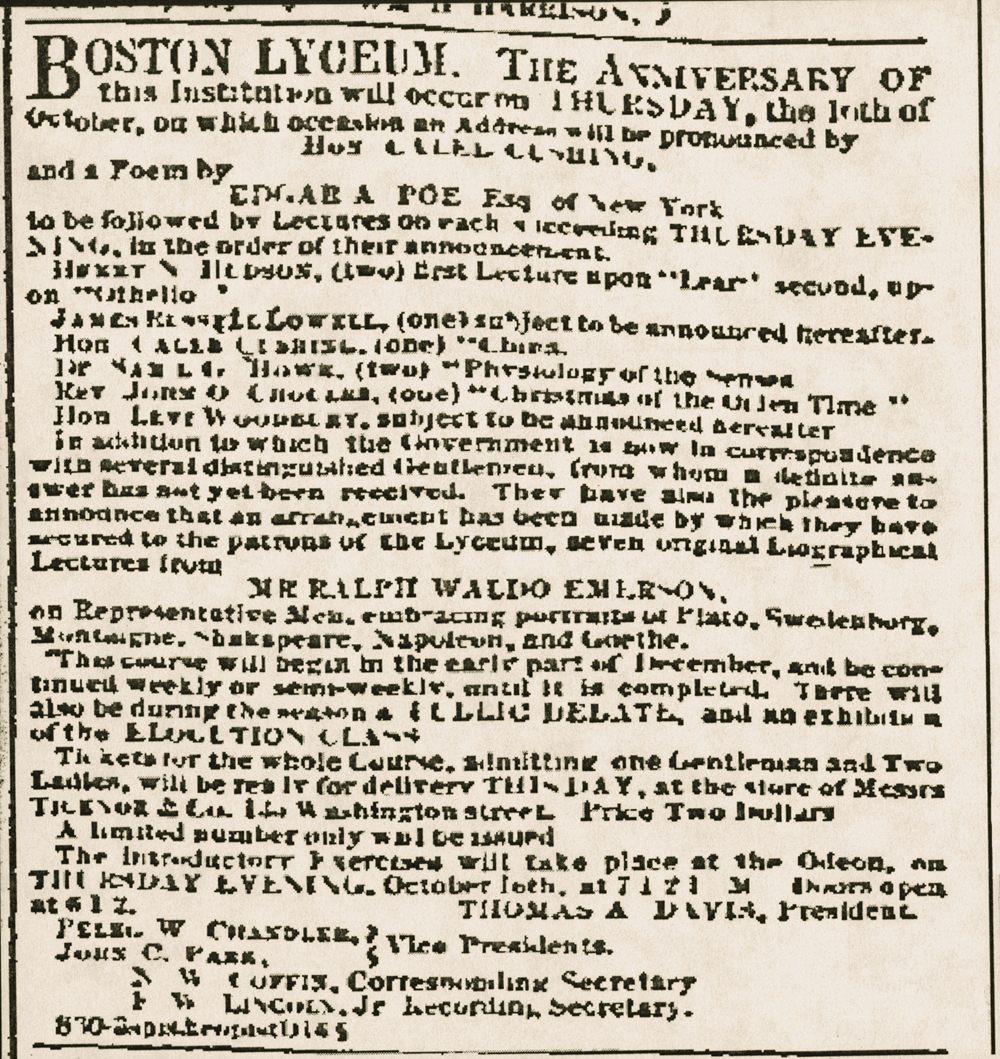 WM H HARRISON,
BOSTON LYCEUM. THE ANNIVERSARY OF
this Institution will occur on THURSDAY, the 16th of
October, on which occasion an Address will be pronounced by
Hon CALEB CUSHING,
and a Poem by
EDGAR A POE Esq of New York
to be followed by Lectures on each succeeding THURSDAY EVE-
NING, in the order of their announcement.
HENRY N HUDSON, (two) first Lecture upon "Lear" second, up-
on "Othello"
JAMES RUSSELL LOWELL, (one) subject to be announced hereafter.
Hon CALEB CUSHING, (one) "China.
Dr SAML G. HOWE, (two) "Physiology of the Senses
Rev JOHN O CHOULES, (one) "Christmas of the Olden Time"
Hon LEVI WOODBURY, subject to be announced hereafter
In addition to which the Government is now in correspondence
with several distinguished Gentlemen, from whom a definite an-
swer has not yet been received. They have also the pleasure to
announce that an arrangement has been made by which they have
secured to the patrons of the Lyceum, seven original Biographical
Lectures from
MR RALPH WALDO EMERSON,
on Representative Men, embracing portraits of Plato, Swedenborg,
Montaigne, Shakspeare, Napoleon, and Goethe.
"This course will begin in the early part of December, and be con-
tinued weekly or semi-weekly, until it is completed. There will
also be during the season a PUBLIC DEBATE, and an exhibition
of the ELOCUTION CLASS
Tickets for the whole Course, admitting one Gentleman and Two
Ladies, will be ready for delivery THIS DAY, at the store of Messrs
TICKNOR & Co. 135 Washington street. Price Two Dollars
A limited number only will be issued
The introductory Exercises will take place at the Odeon, on
THURSDAY EVENING, October 16th, at 7 1 2 P M Doors open
at 6 1 2.
THOMAS A DAVIS, President.
PELEG W CHANDLER, }
JOHN C. PARK, } Vice Presidents.
N W COFFIN, Corresponding Secretary
F W LINCOLN, Jr Recording Secretary.